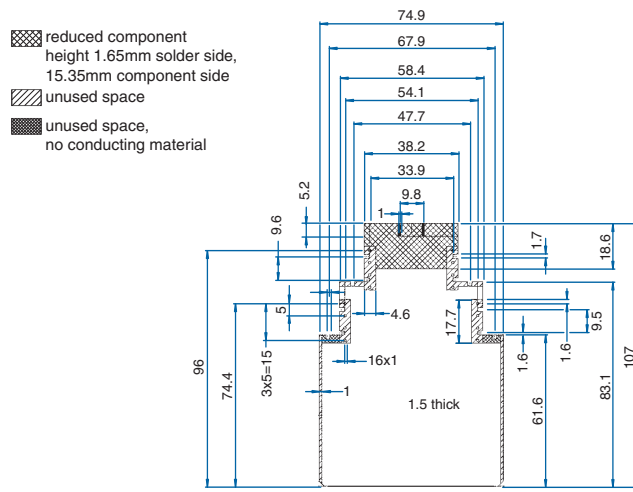 74.9
reduced component
height 1.65mm solder side,
15.35mm component side
67.9
58.4
unused space
54.1
unused space,
no conducting material
47.7
38.2
33.9
9.8
5.2
1
9.6
1.7
18.6
5
4.6
17.7
9.5
3x5=15
16x1
1.6
1.6
96
74.4
1
1.5 thick
61.6
83.1
107